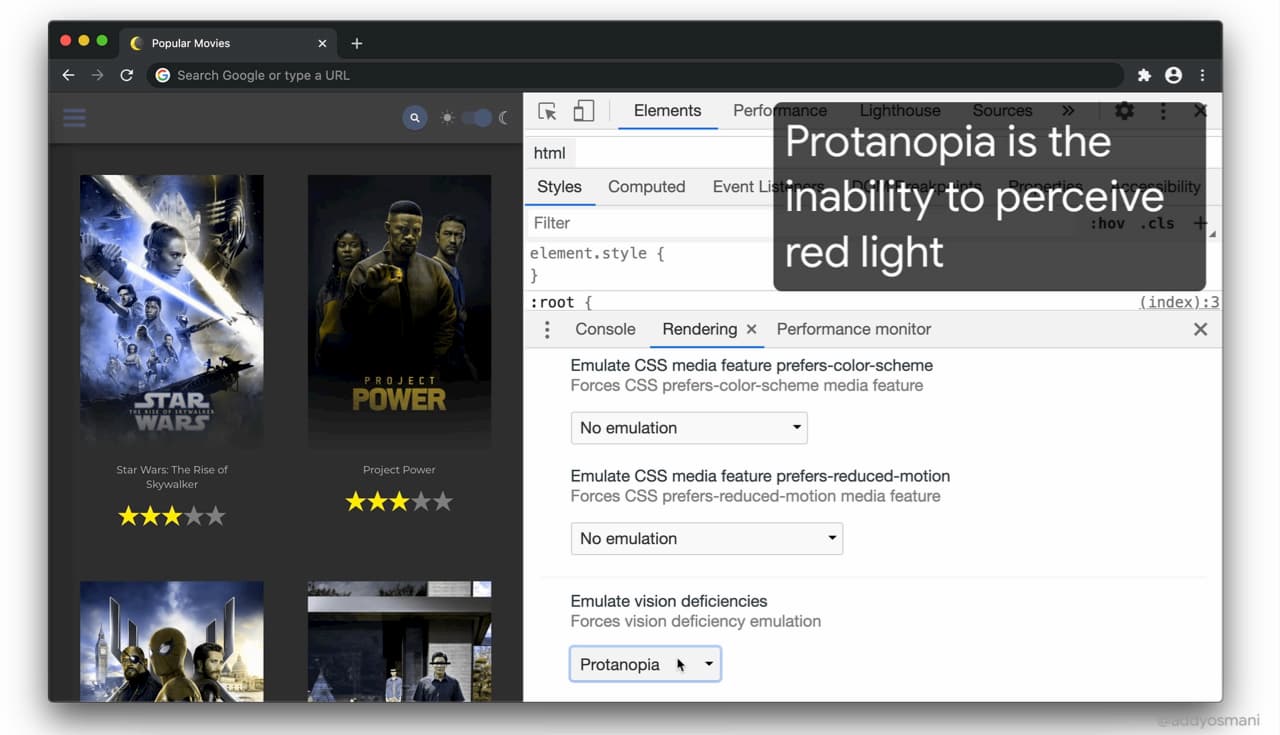 Popular Movies
Search Google or type a URL
Elements Performance Lighthouse Sources
Protanopia is the
inability to perceive
red light
html
Styles Computed Event Listeners DOM Breakpoints Properties Accessibility
Filter
:hov .cls
element.style {
}
:root {
(index):3
Console Rendering Performance monitor
Emulate CSS media feature prefers-color-scheme
Forces CSS prefers-color-scheme media feature
No emulation
Emulate CSS media feature prefers-reduced-motion
Forces CSS prefers-reduced-motion media feature
No emulation
Emulate vision deficiencies
Forces vision deficiency emulation
Protanopia
STAR
THE RISE OF SKYWALKER
WARS
PROJECT
POWER
Star Wars: The Rise of
Skywalker
Project Power
@addyosmani